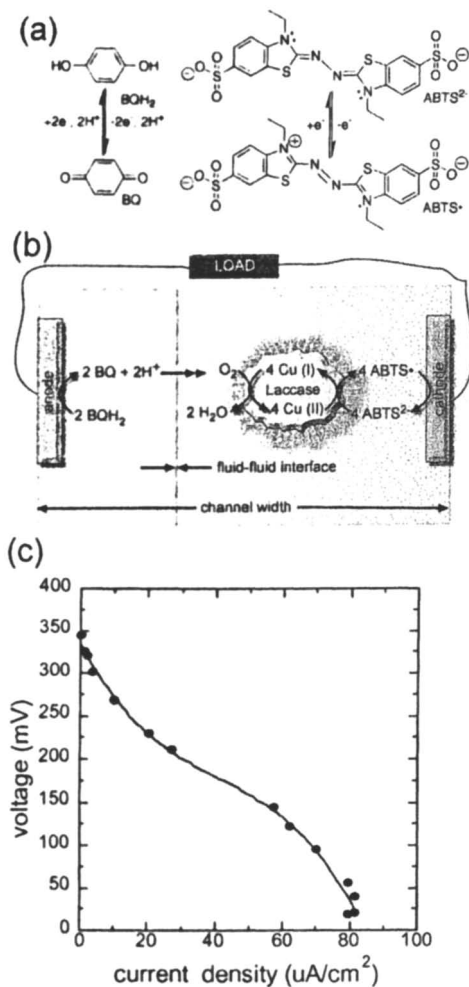 (a)
HO
OH
BQH₂
+2e⁻, 2H⁺
-2e⁻, 2H⁺
O
O
BQ
N
S
N
N
S
N
SO₃
ABTS²⁻
+e⁻
-e⁻
ABTS•
(b)
LOAD
anode
2 BQ + 2H⁺
2 BQH₂
O₂
2 H₂O
4 Cu (I)
Laccase
4 Cu (II)
4 ABTS•
4 ABTS²⁻
cathode
fluid-fluid interface
channel width
(c)
voltage (mV)
400
350
300
250
200
150
100
50
0
0 20 40 60 80 100
current density (uA/cm²)